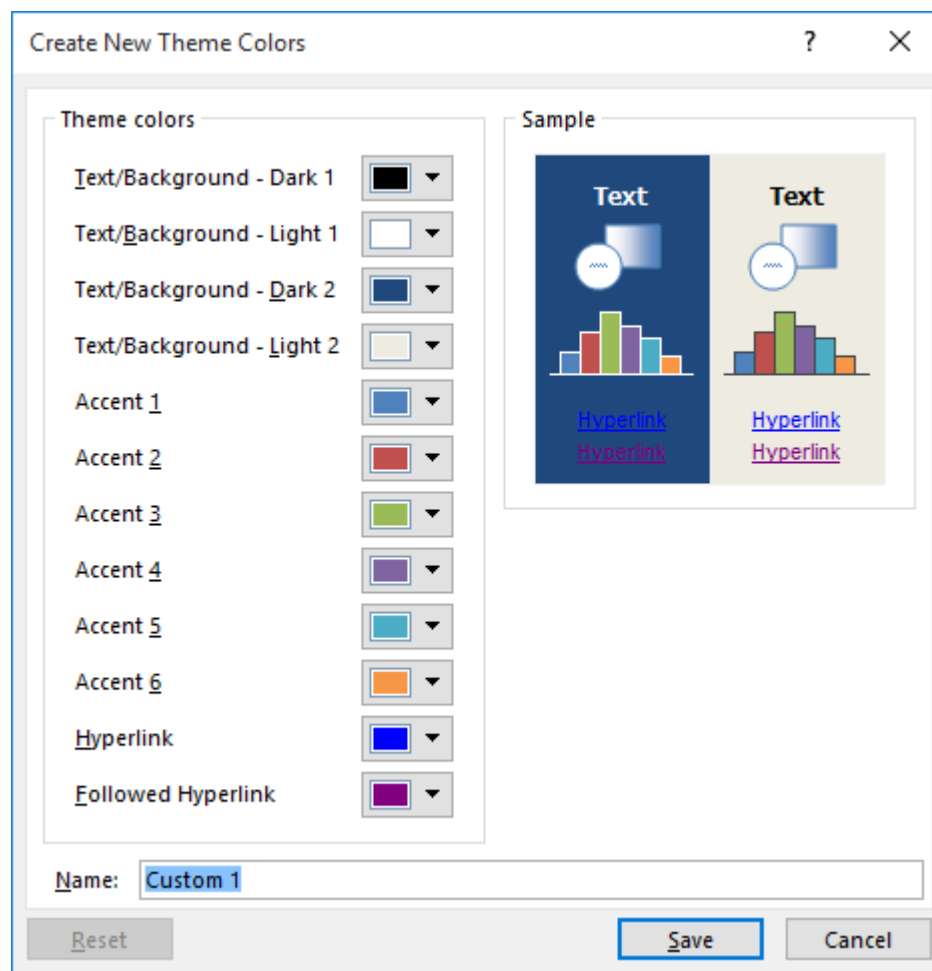 Create New Theme Colors
?
Theme colors
Text/Background - Dark 1
Text/Background - Light 1
Text/Background - Dark 2
Text/Background - Light 2
Accent 1
Accent 2
Accent 3
Accent 4
Accent 5
Accent 6
Hyperlink
Followed Hyperlink
Sample
Text Text
Hyperlink Hyperlink
Hyperlink Hyperlink
Name: Custom 1
Reset Save Cancel